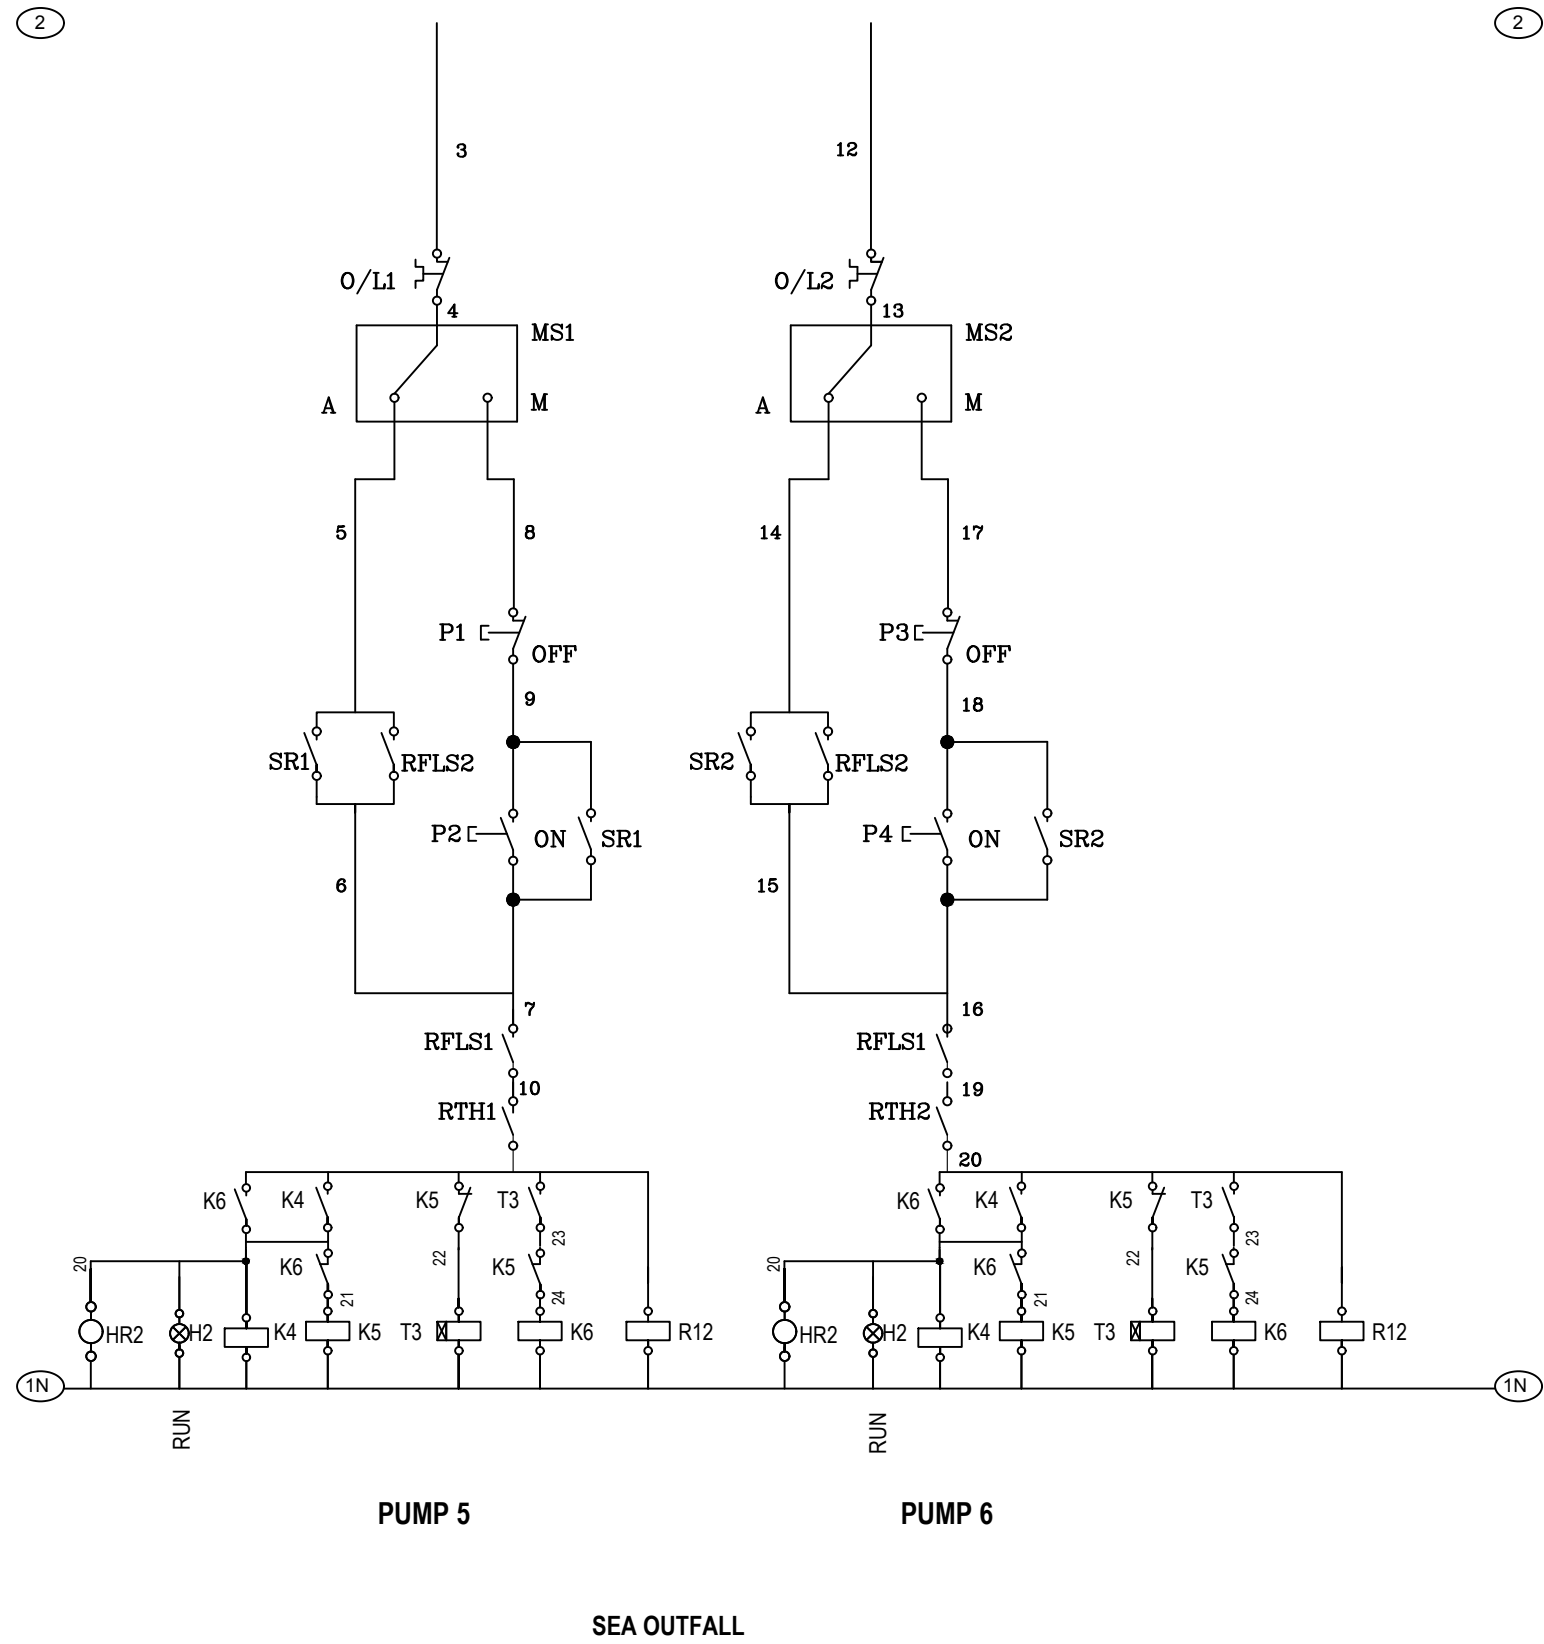 2 2
3 12
O/L1 O/L2
4 13
MS1 MS2
A M A M
5 8 14 17
P1 P3
OFF OFF
9 18
SR1 RFLS2 SR2 RFLS2
P2 ON SR1 P4 ON SR2
6 15
7 16
RFLS1 RFLS1
10 19
RTH1 RTH2
20
K6 K4 K5 T3 K6 K4 K5 T3
23 23
20 K6 22 K5 20 K6 22 K5
21 24 21 24
HR2 H2 K4 K5 T3 K6 R12 HR2 H2 K4 K5 T3 K6 R12
1N 1N
RUN RUN
PUMP 5 PUMP 6
SEA OUTFALL